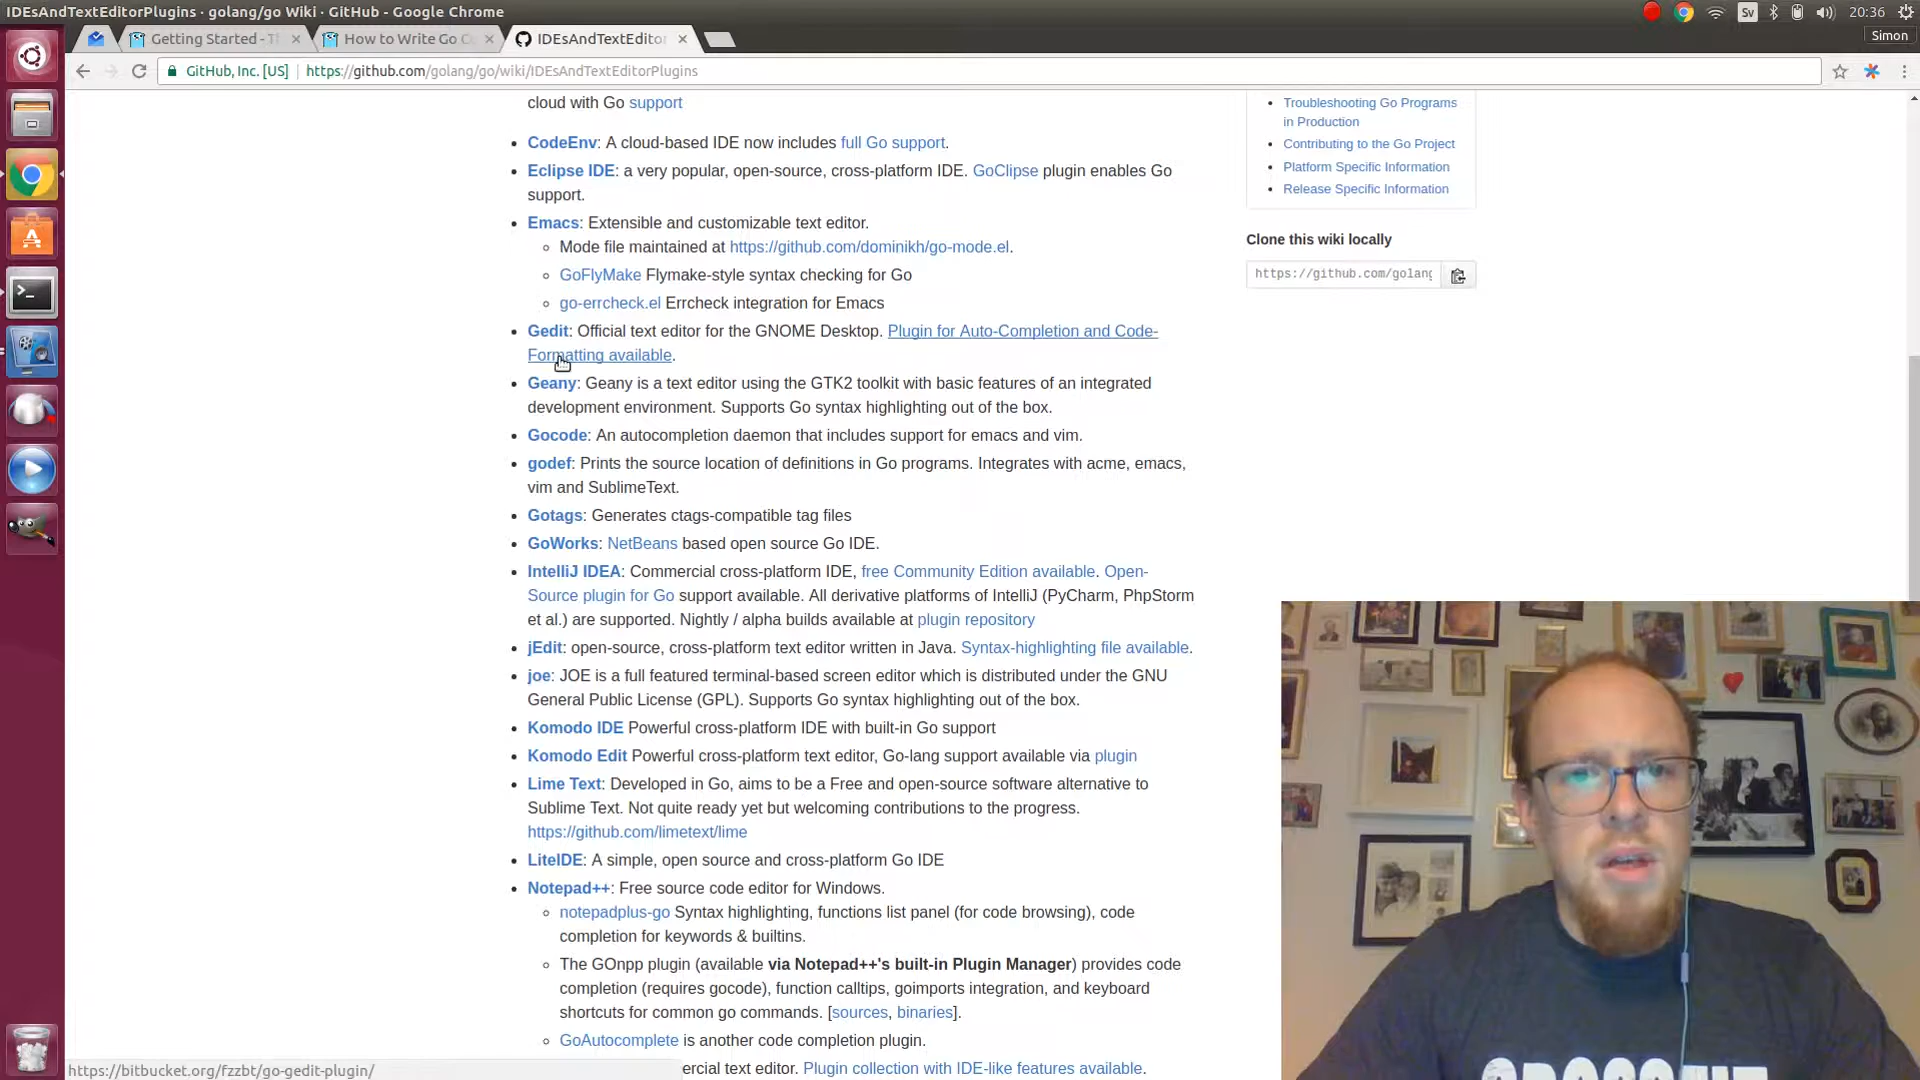 IDEsAndTextEditorPlugins · golang/go Wiki · GitHub - Google Chrome
Sv
20:36
Simon
Getting Started - T
How to Write Go C
IDEsAndTextEditor
GitHub, Inc. [US]
https://github.com/golang/go/wiki/IDEsAndTextEditorPlugins
cloud with Go support
CodeEnv: A cloud-based IDE now includes full Go support.
Eclipse IDE: a very popular, open-source, cross-platform IDE. GoClipse plugin enables Go
support.
Emacs: Extensible and customizable text editor.
Mode file maintained at https://github.com/dominikh/go-mode.el.
GoFlyMake Flymake-style syntax checking for Go
go-errcheck.el Errcheck integration for Emacs
Gedit: Official text editor for the GNOME Desktop. Plugin for Auto-Completion and Code-
Formatting available.
Geany: Geany is a text editor using the GTK2 toolkit with basic features of an integrated
development environment. Supports Go syntax highlighting out of the box.
Gocode: An autocompletion daemon that includes support for emacs and vim.
godef: Prints the source location of definitions in Go programs. Integrates with acme, emacs,
vim and SublimeText.
Gotags: Generates ctags-compatible tag files
GoWorks: NetBeans based open source Go IDE.
IntelliJ IDEA: Commercial cross-platform IDE, free Community Edition available. Open-
Source plugin for Go support available. All derivative platforms of IntelliJ (PyCharm, PhpStorm
et al.) are supported. Nightly / alpha builds available at plugin repository
jEdit: open-source, cross-platform text editor written in Java. Syntax-highlighting file available.
joe: JOE is a full featured terminal-based screen editor which is distributed under the GNU
General Public License (GPL). Supports Go syntax highlighting out of the box.
Komodo IDE Powerful cross-platform IDE with built-in Go support
Komodo Edit Powerful cross-platform text editor, Go-lang support available via plugin
Lime Text: Developed in Go, aims to be a Free and open-source software alternative to
Sublime Text. Not quite ready yet but welcoming contributions to the progress.
https://github.com/limetext/lime
LiteIDE: A simple, open source and cross-platform Go IDE
Notepad++: Free source code editor for Windows.
notepadplus-go Syntax highlighting, functions list panel (for code browsing), code
completion for keywords & builtins.
The GOnpp plugin (available via Notepad++'s built-in Plugin Manager) provides code
completion (requires gocode), function calltips, goimports integration, and keyboard
shortcuts for common go commands. [sources, binaries].
GoAutocomplete is another code completion plugin.
ercial text editor. Plugin collection with IDE-like features available.
https://bitbucket.org/fzzbt/go-gedit-plugin/
Troubleshooting Go Programs
in Production
Contributing to the Go Project
Platform Specific Information
Release Specific Information
Clone this wiki locally
https://github.com/golang